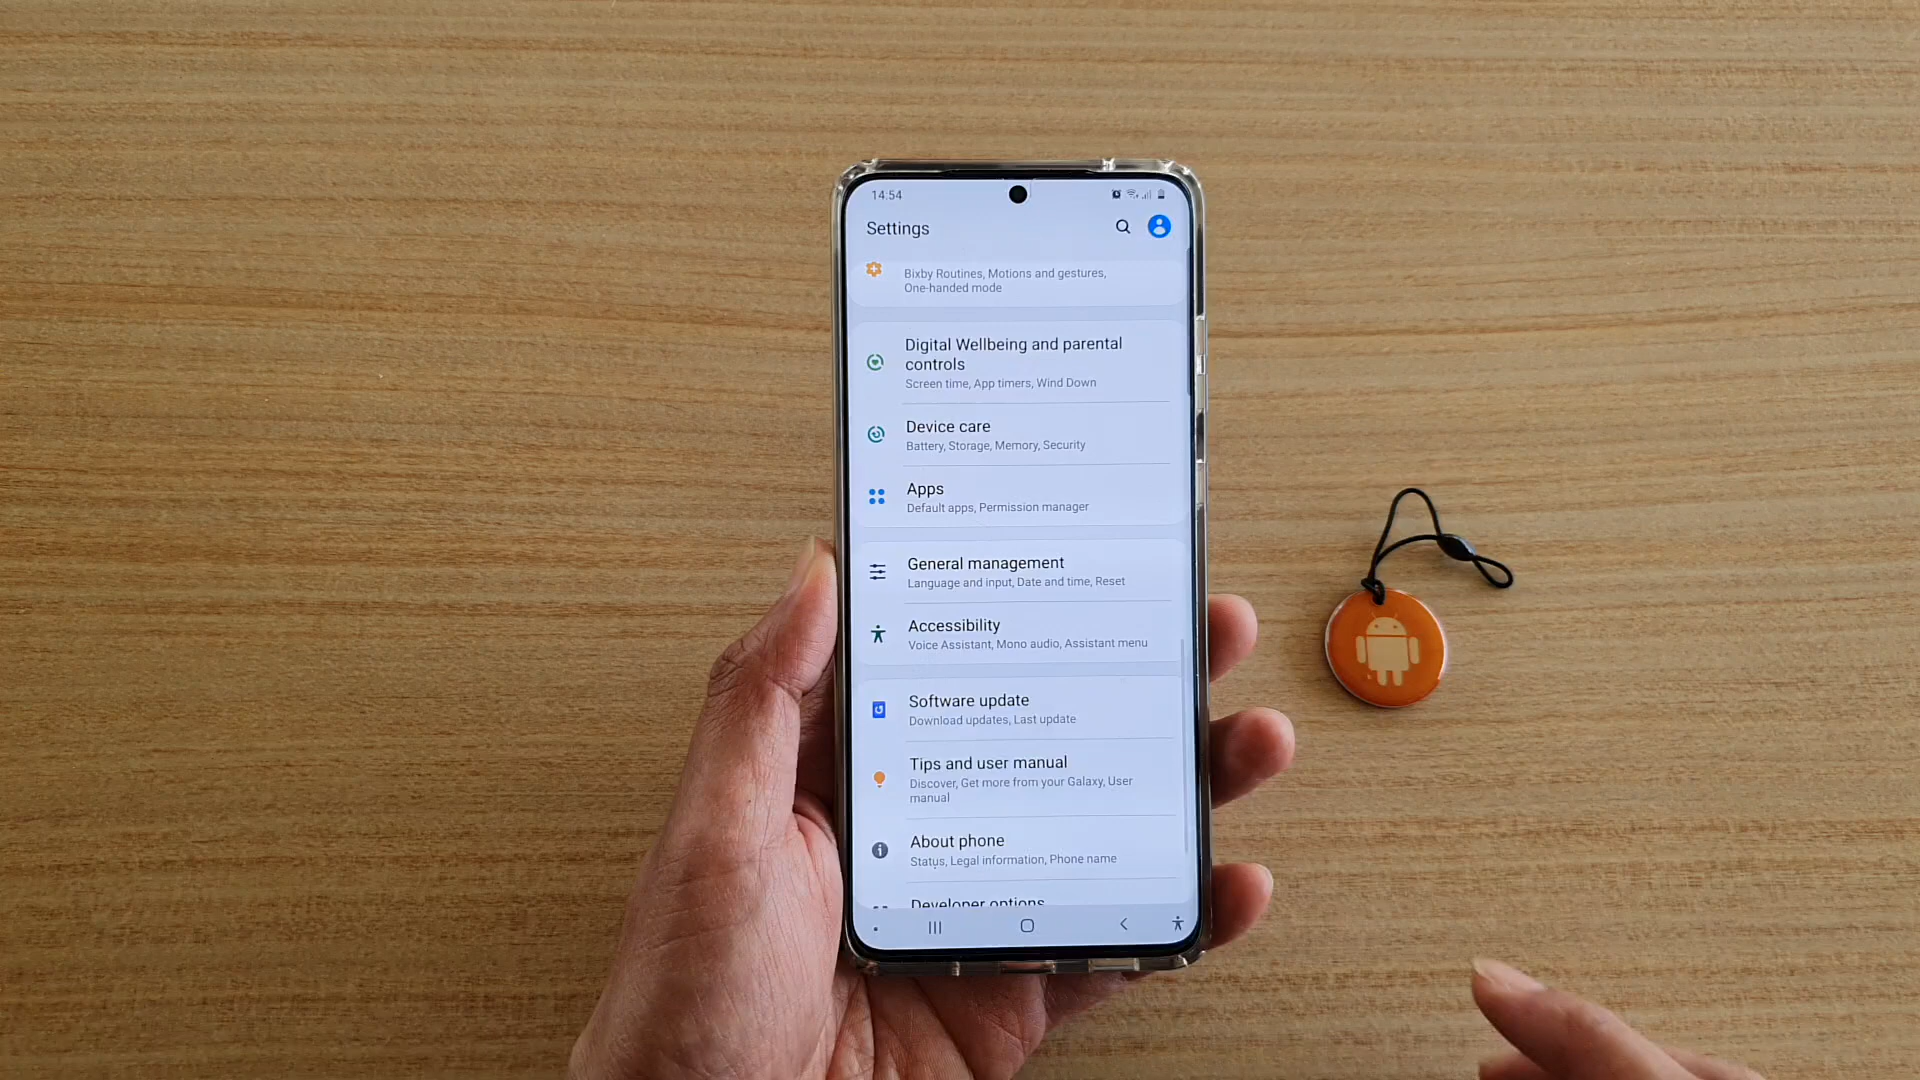 14:54
Settings
Bixby Routines, Motions and gestures,
One-handed mode
Digital Wellbeing and parental
controls
Screen time, App timers, Wind Down
Device care
Battery, Storage, Memory, Security
Apps
Default apps, Permission manager
General management
Language and input, Date and time, Reset
Accessibility
Voice Assistant, Mono audio, Assistant menu
Software update
Download updates, Last update
Tips and user manual
Discover, Get more from your Galaxy, User
manual
About phone
Status, Legal information, Phone name
Developer options